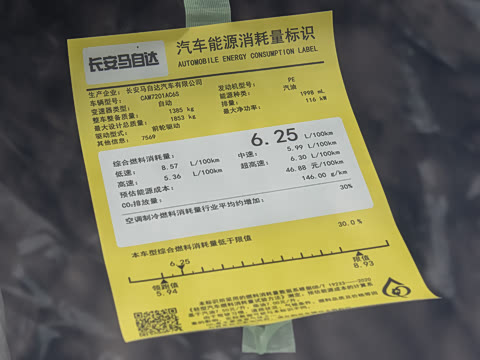 长安马自达
汽车能源消耗量标识
AUTOMOBILE ENERGY CONSUMPTION LABEL
生产企业: 长安马自达汽车有限公司
车辆型号: CAM7201A06S 发动机型号: PE
变速器类型: 自动 能源种类: 汽油
整车整备质量: 1385 kg 排量: 1998 mL
最大设计总质量: 1853 kg 最大净功率: 116 kW
驱动型式: 前轮驱动
其他信息: 7569
综合燃料消耗量: 6.25 L/100km
低速: 8.57 L/100km 中速: 5.99 L/100km
高速: 5.36 L/100km 超高速: 6.30 L/100km
预估能源成本: 46.88 元/100km
CO₂排放量: 146.00 g/km
空调制冷燃料消耗量行业平均约增加: 30%
本车型综合燃料消耗量低于限值 30.0 %
6.25
领跑值 限值
5.94 8.93